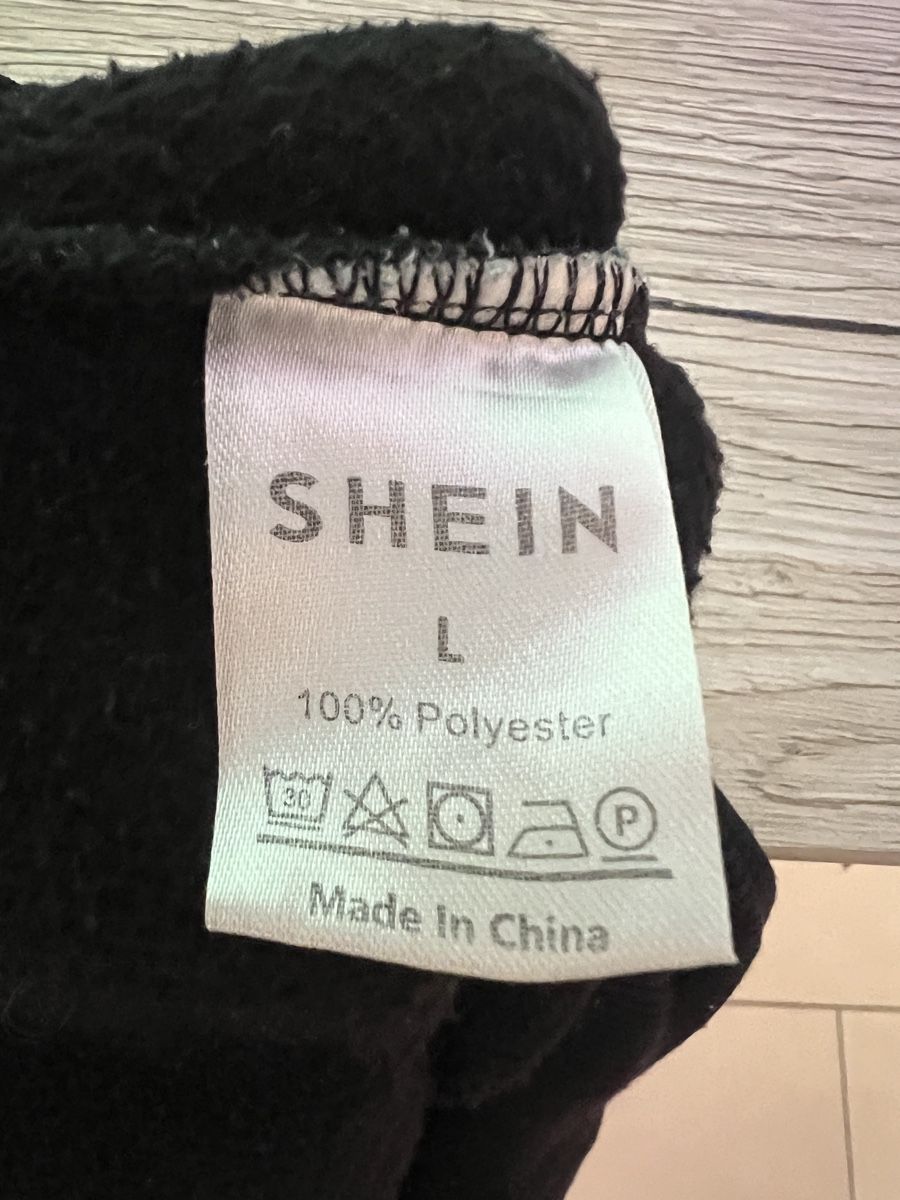 SHEIN
L
100% Polyester
30 P
Made In China